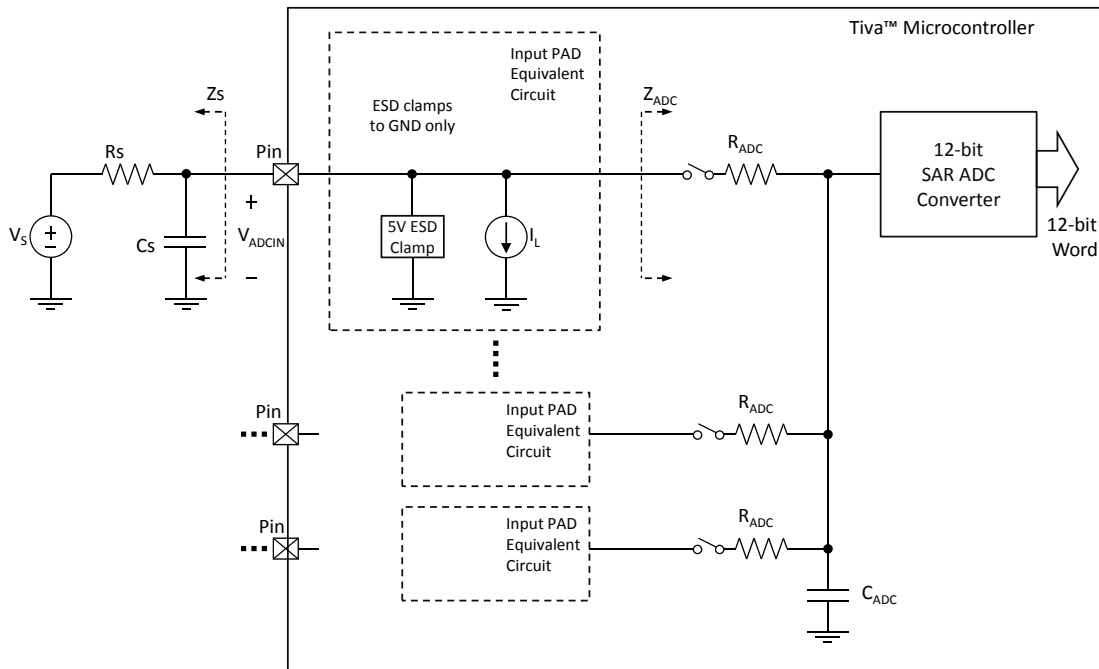 Tiva™ Microcontroller
Input PAD
Equivalent
Circuit
ESD clamps
to GND only
Zs
Z_ADC
Rs
Pin
R_ADC
12-bit
SAR ADC
Converter
+
V_S
+
−
Cs
V_ADCIN
−
5V ESD
Clamp
I_L
12-bit
Word
Pin
Input PAD
Equivalent
Circuit
R_ADC
Pin
Input PAD
Equivalent
Circuit
R_ADC
C_ADC